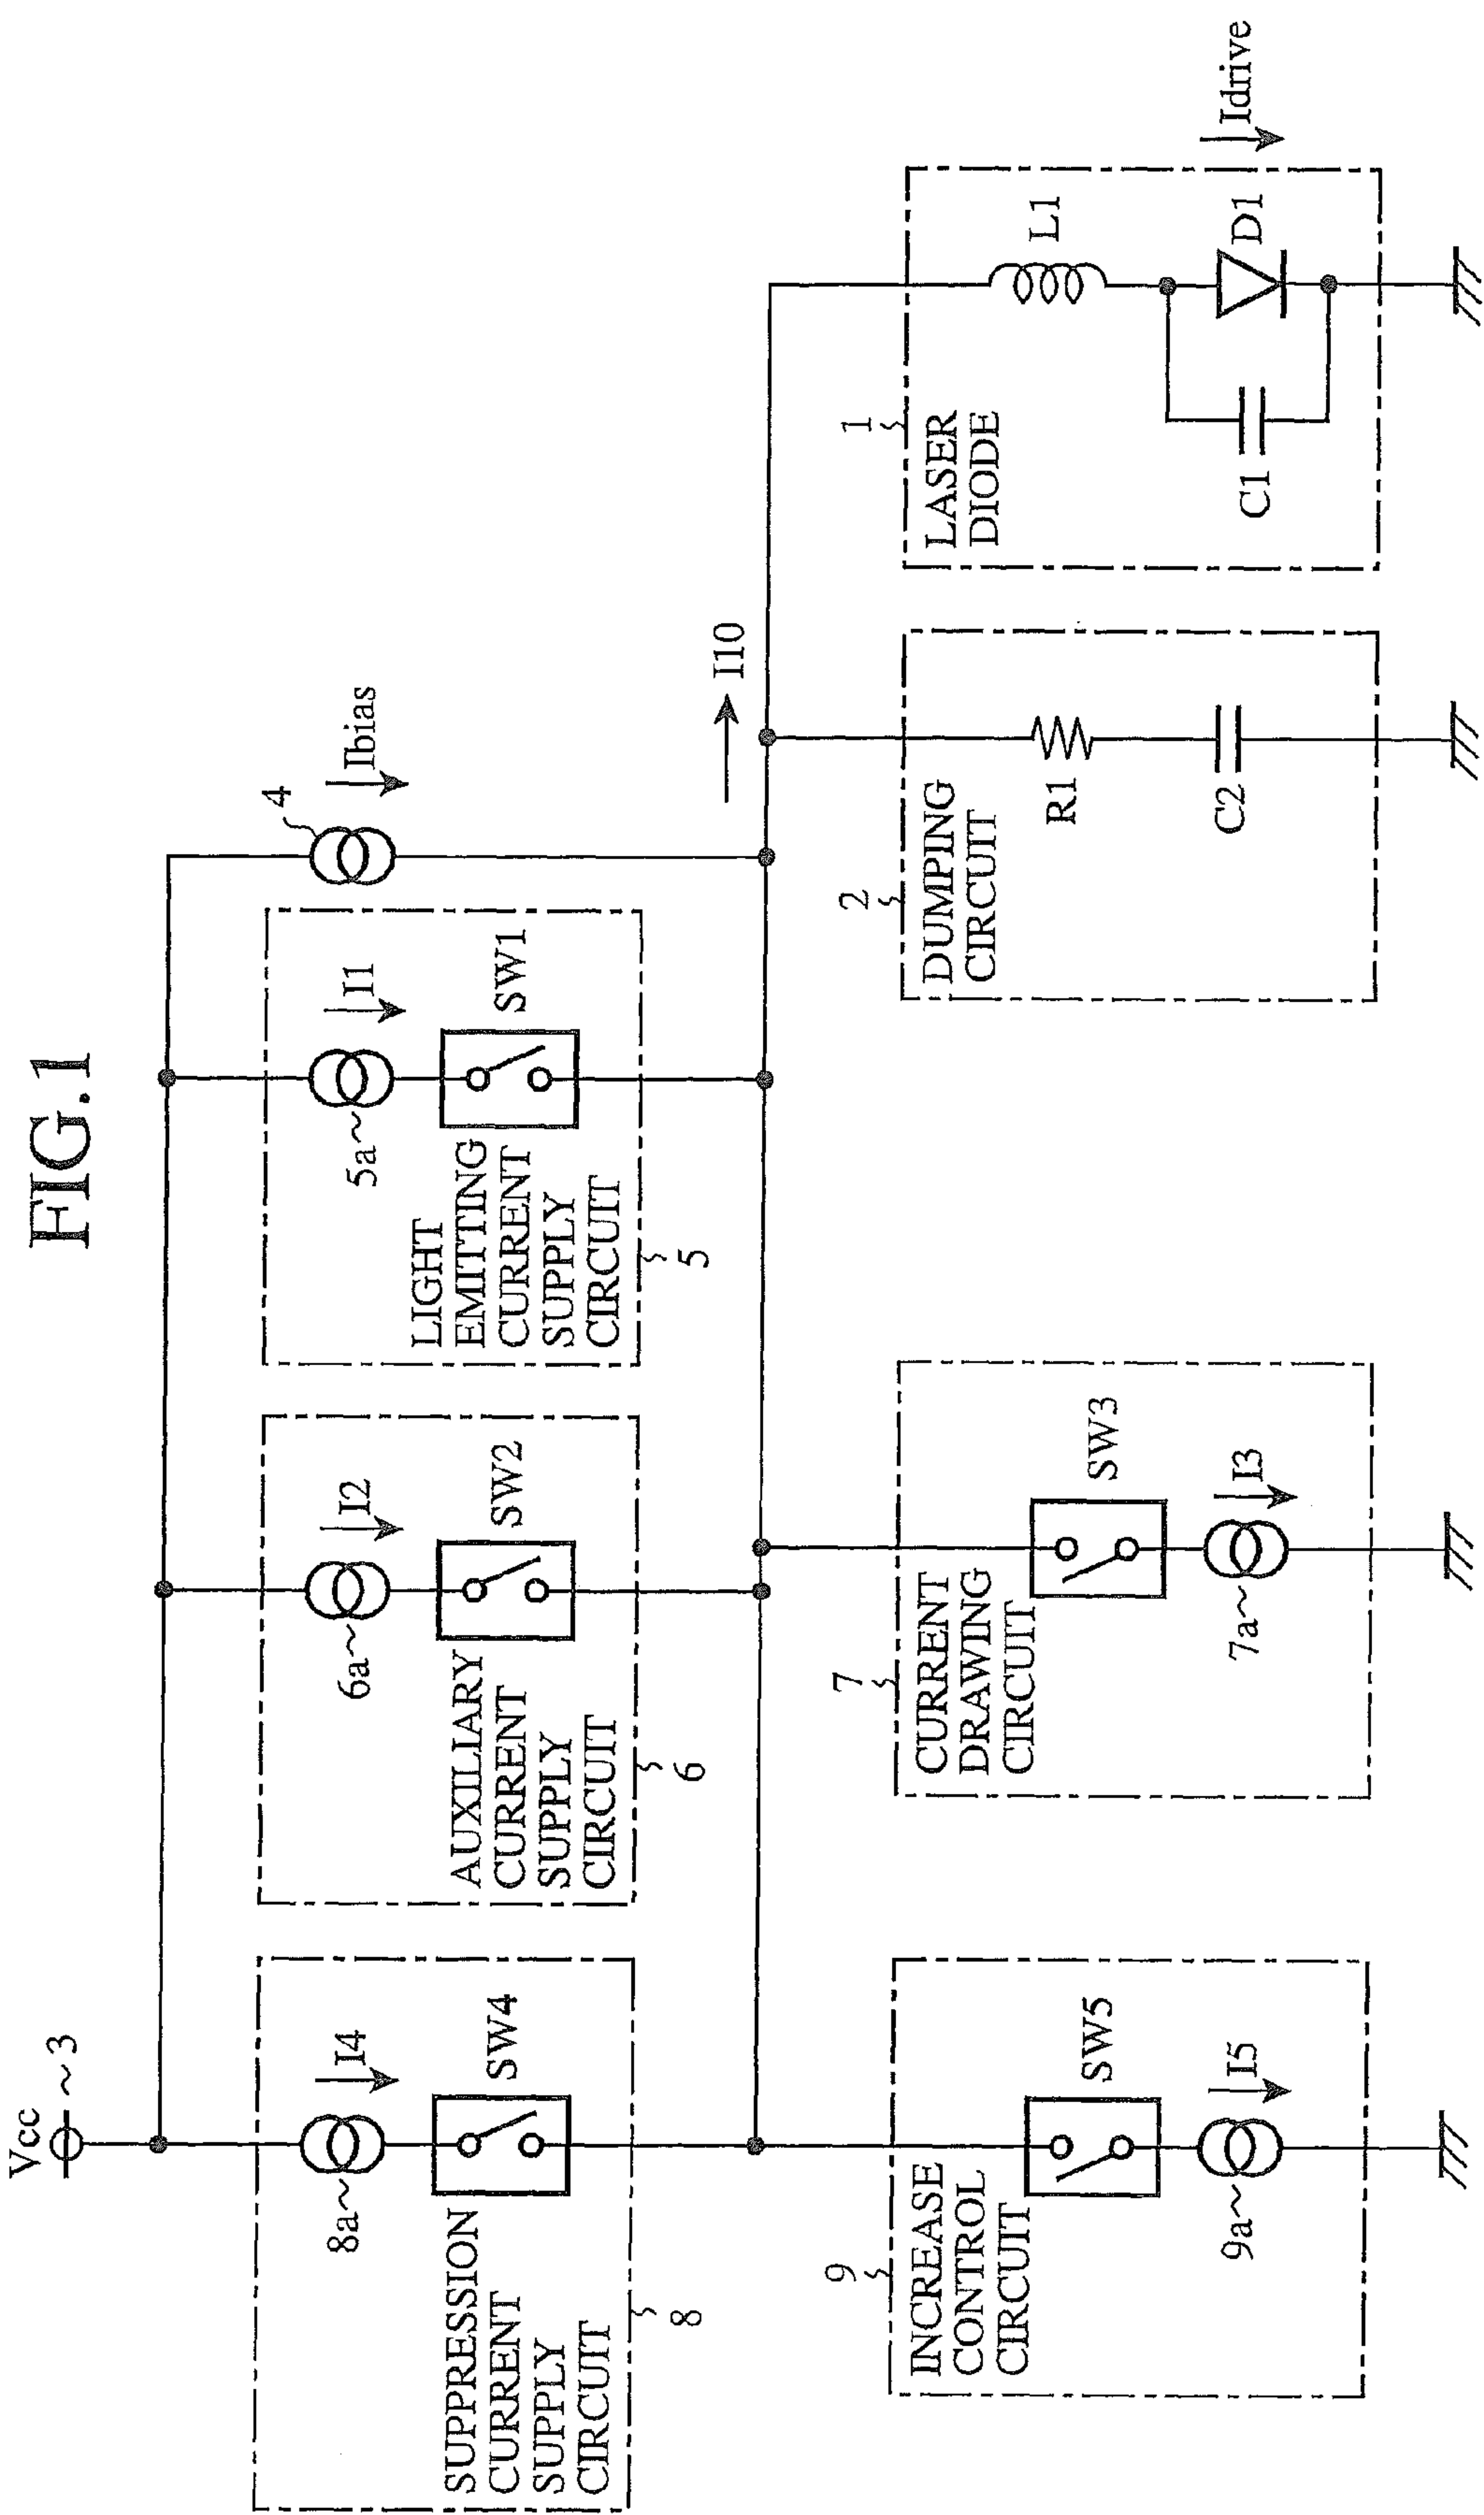 FIG.1
Vcc
3
8a
I4
SW4
SUPPRESSION
CURRENT
SUPPLY
CIRCUIT
8
6a
I2
SW2
AUXILIARY
CURRENT
SUPPLY
CIRCUIT
6
5a
I1
SW1
LIGHT
EMITTING
CURRENT
SUPPLY
CIRCUIT
5
4
Ibias
I10
9
INCREASE
CONTROL
CIRCUIT
SW5
9a
I5
7
CURRENT
DRAWING
CIRCUIT
SW3
7a
I3
2
DUMPING
CIRCUIT
R1
C2
1
LASER
DIODE
L1
C1
D1
Idrive